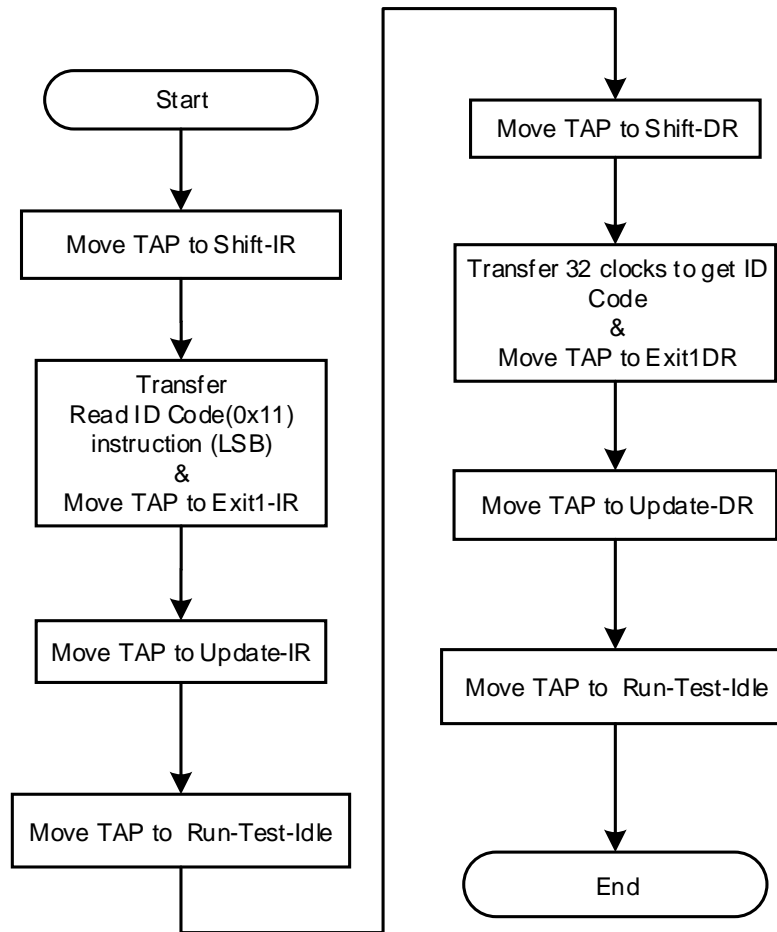 Start
Move TAP to Shift-IR
Transfer
Read ID Code(0x11)
instruction (LSB)
&
Move TAP to Exit1-IR
Move TAP to Update-IR
Move TAP to Run-Test-Idle
Move TAP to Shift-DR
Transfer 32 clocks to get ID
Code
&
Move TAP to Exit1DR
Move TAP to Update-DR
Move TAP to Run-Test-Idle
End